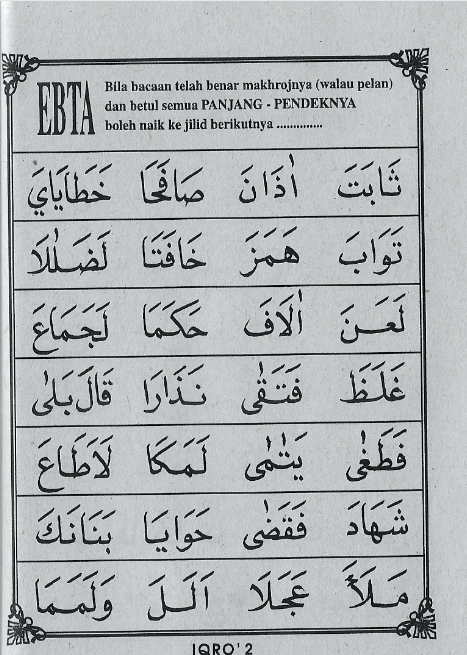 EBTA
Bila bacaan telah benar makhrojnya (walau pelan)
dan betul semua PANJANG - PENDEKNYA
boleh naik ke jilid berikutnya ..............
ثَابَتَ اٰذَانَ صَافَحَا خَطَايَايَ
تَوَابَ هَمَزَ خَافَتَا لَضَلٰلَا
لَعَنَ اٰلَافَ حَكَمَا لَجَمَاعَ
غَلَظَ فَتَقٰى نَذَارَا قَالَ بَلٰى
فَطَغٰى يَتٰمٰى لَمَكَا لَاَطَاعَ
شَهَادَ فَقَضٰى حَوَايَا بَنَانَكَ
مَلَأَ عَجَلَا اَلَلَ وَلَمَمَا
IQRO' 2